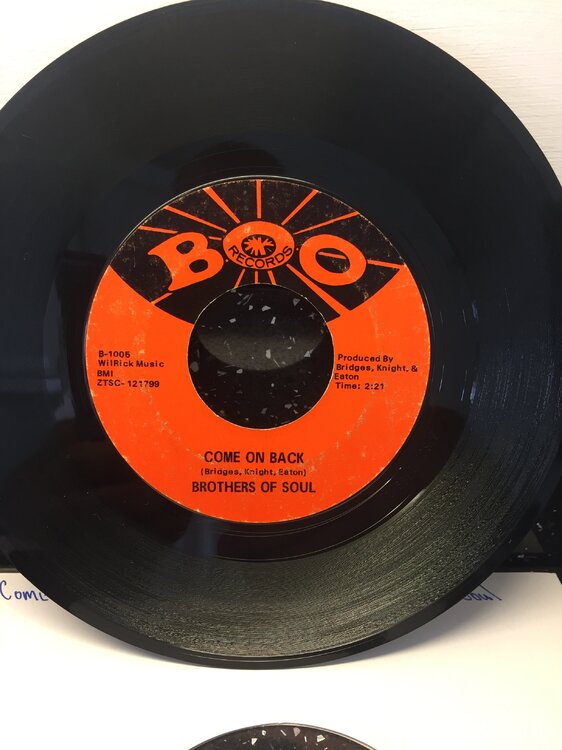 BOO
RECORDS
B-1006
WilRick Music
BMI
ZTSC- 121799
Produced By
Bridges, Knight, &
Eaton
Time: 2:21
COME ON BACK
(Bridges, Knight, Eaton)
BROTHERS OF SOUL